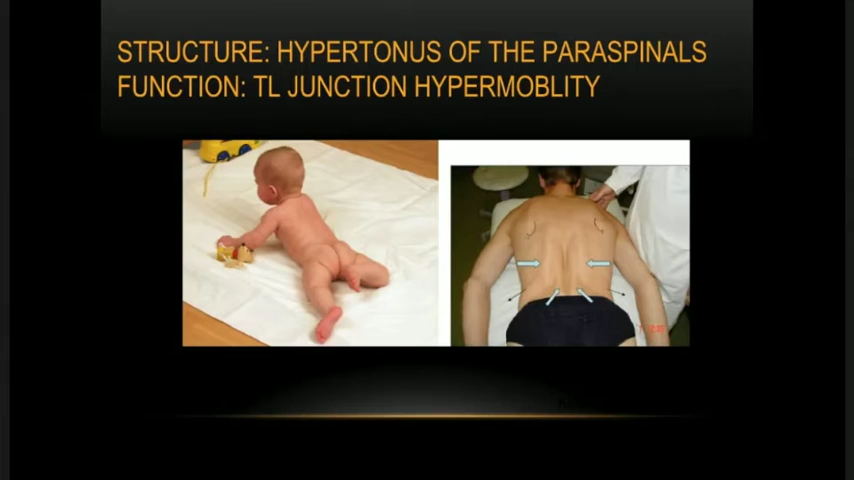 STRUCTURE: HYPERTONUS OF THE PARASPINALS
FUNCTION: TL JUNCTION HYPERMOBLITY